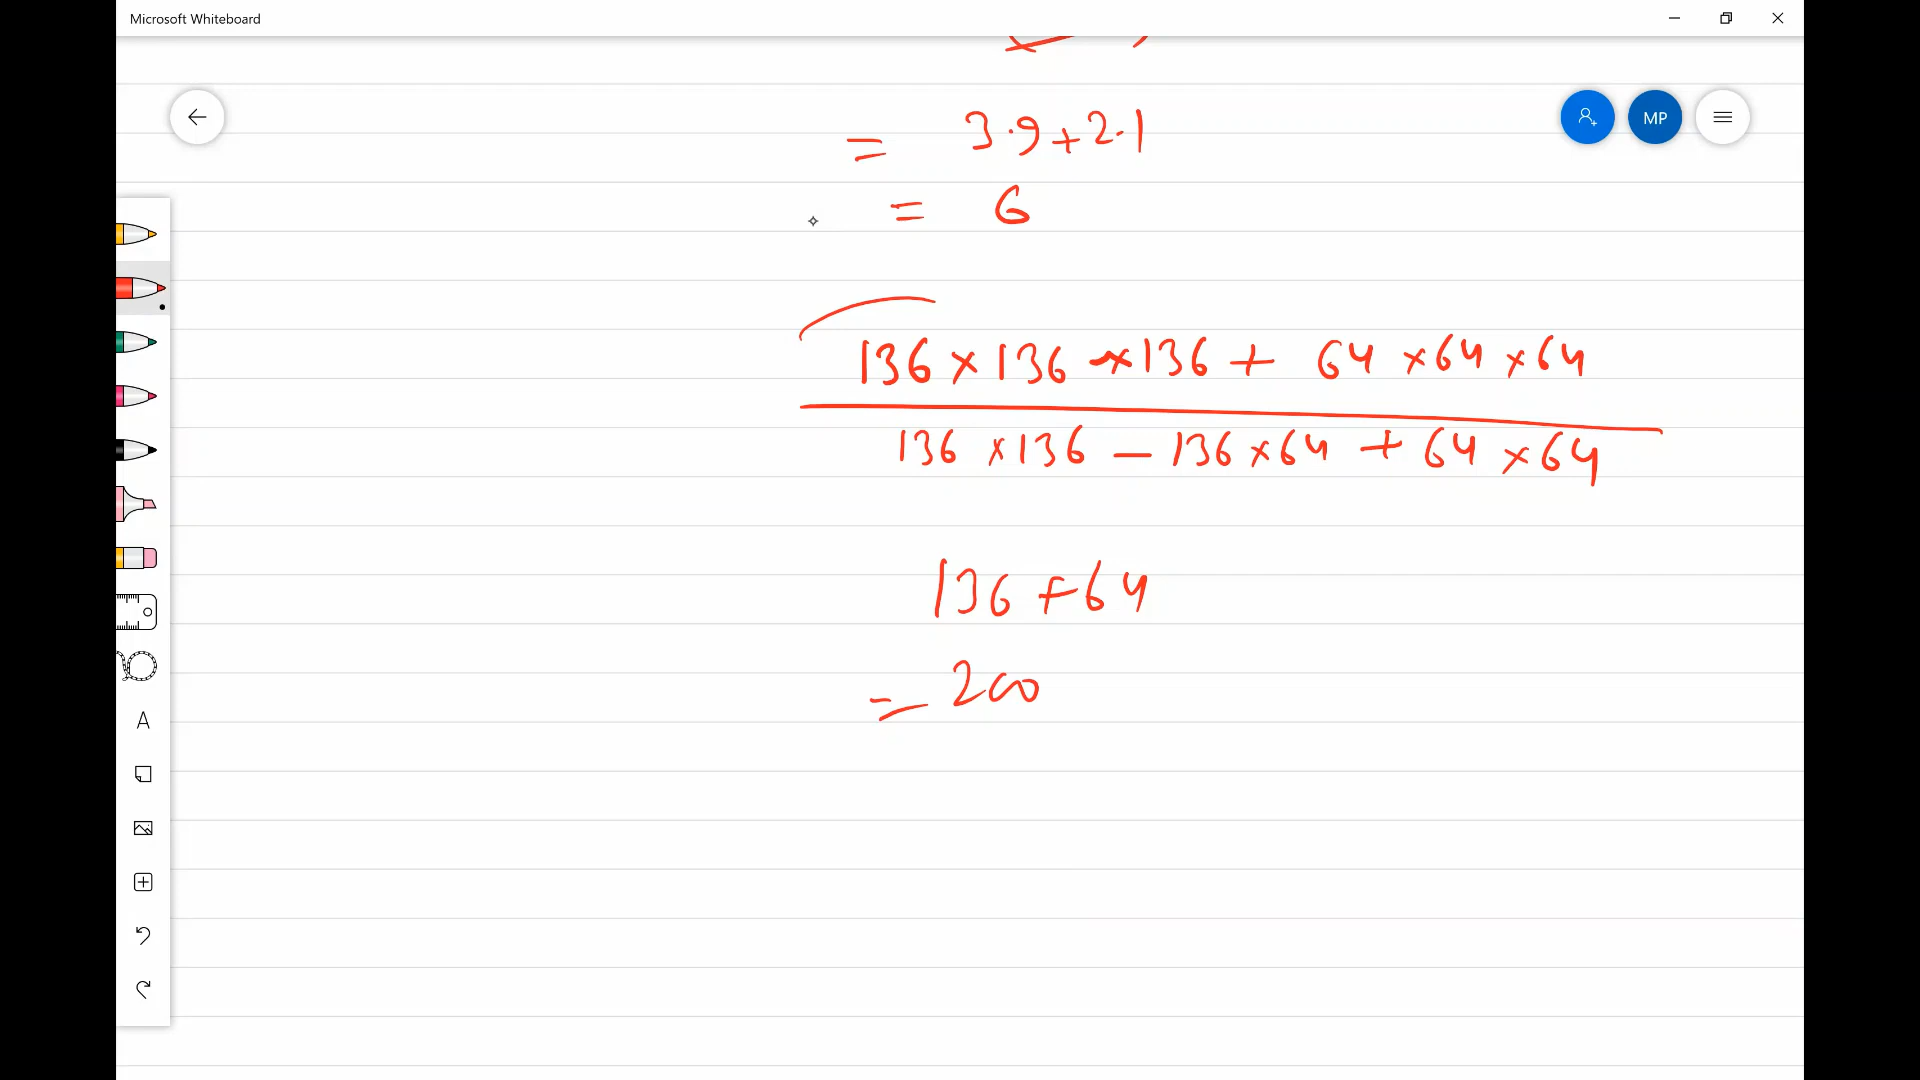 Microsoft Whiteboard
= 3.9+2.1
MP
= 6
136 × 136 × 136 + 64 × 64 × 64
136 × 136 - 136 × 64 + 64 × 64
136 + 64
= 200
A